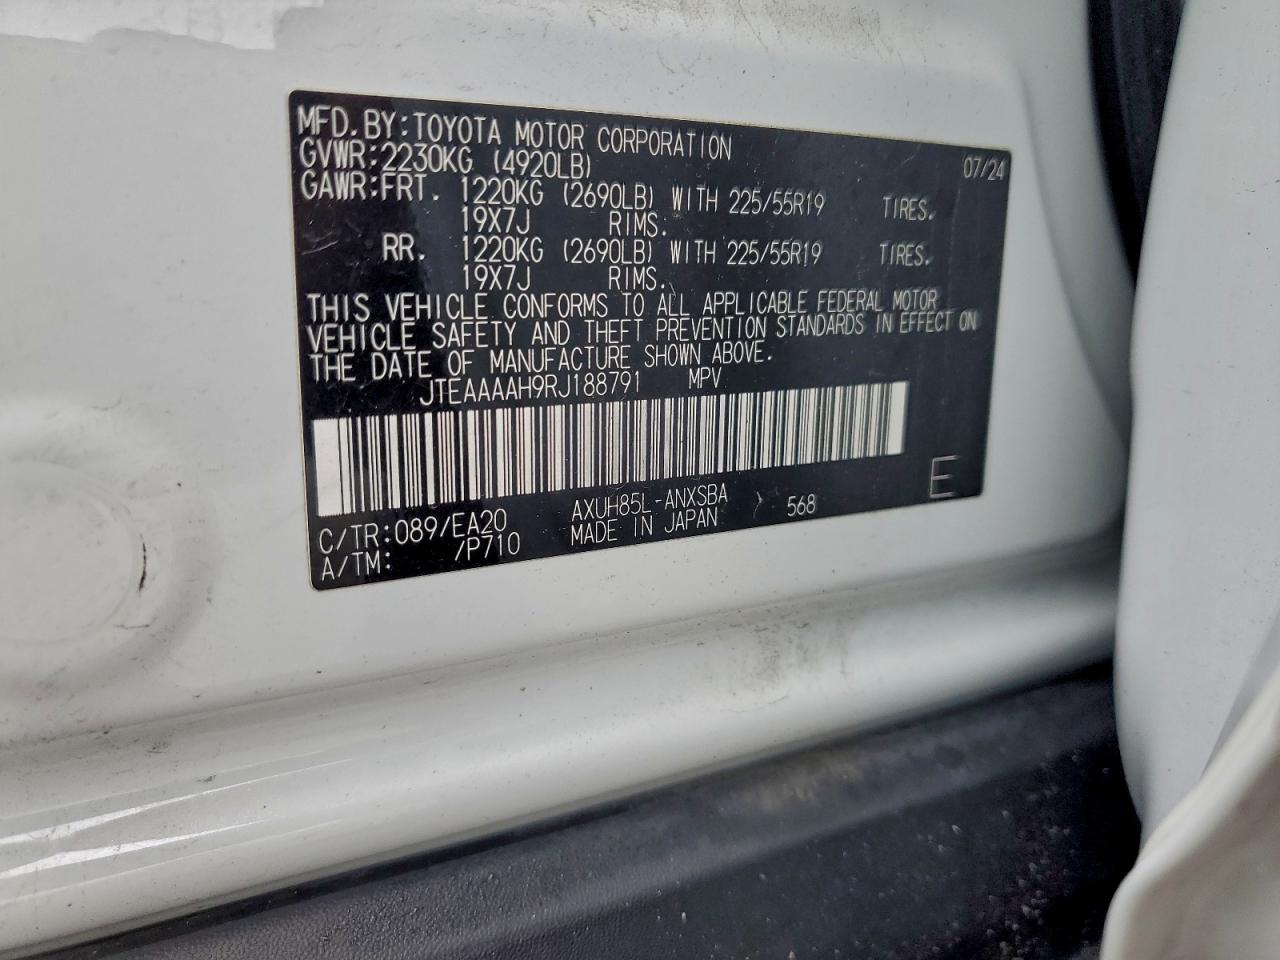 MFD.BY:TOYOTA MOTOR CORPORATION 07/24
GVWR:2230KG (4920LB)
GAWR:FRT. 1220KG (2690LB) WITH 225/55R19 TIRES.
19X7J RIMS.
RR. 1220KG (2690LB) WITH 225/55R19 TIRES.
19X7J RIMS.
THIS VEHICLE CONFORMS TO ALL APPLICABLE FEDERAL MOTOR
VEHICLE SAFETY AND THEFT PREVENTION STANDARDS IN EFFECT ON
THE DATE OF MANUFACTURE SHOWN ABOVE.
JTEAAAAH9RJ188791 MPV
E
C/TR:089/EA20 AXUH85L-ANXSBA 568
A/TM: /P710 MADE IN JAPAN